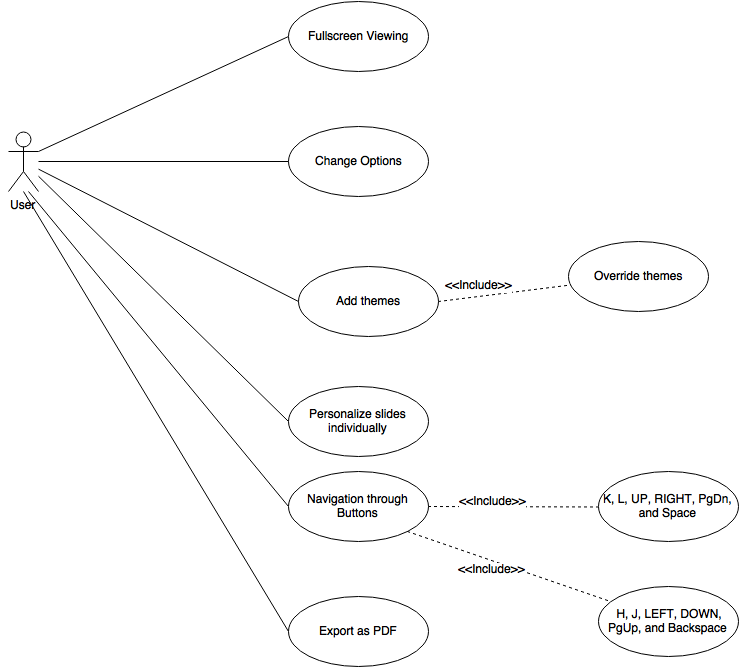 Fullscreen Viewing
Change Options
User
Add themes
<<Include>>
Override themes
Personalize slides
individually
Navigation through
Buttons
<<Include>>
K, L, UP, RIGHT, PgDn,
and Space
<<Include>>
H, J, LEFT, DOWN,
PgUp, and Backspace
Export as PDF